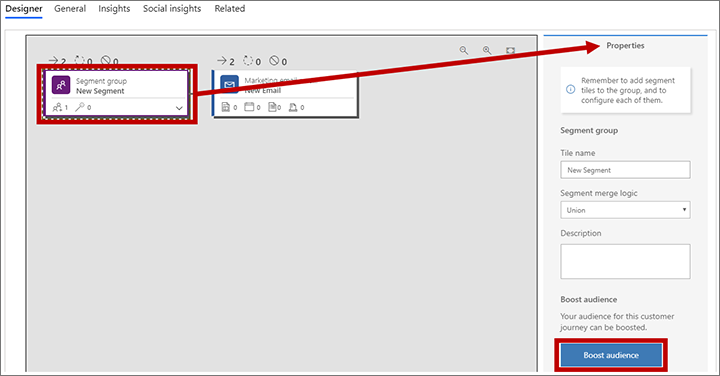 Designer General Insights Social insights Related
2 0 0
2 0 0
Properties
Segment group
New Segment
1 0
Marketing email
New Email
0 0 0 0
Remember to add segment
tiles to the group, and to
configure each of them.
Segment group
Tile name
New Segment
Segment merge logic
Union
Description
Boost audience
Your audience for this customer
journey can be boosted.
Boost audience